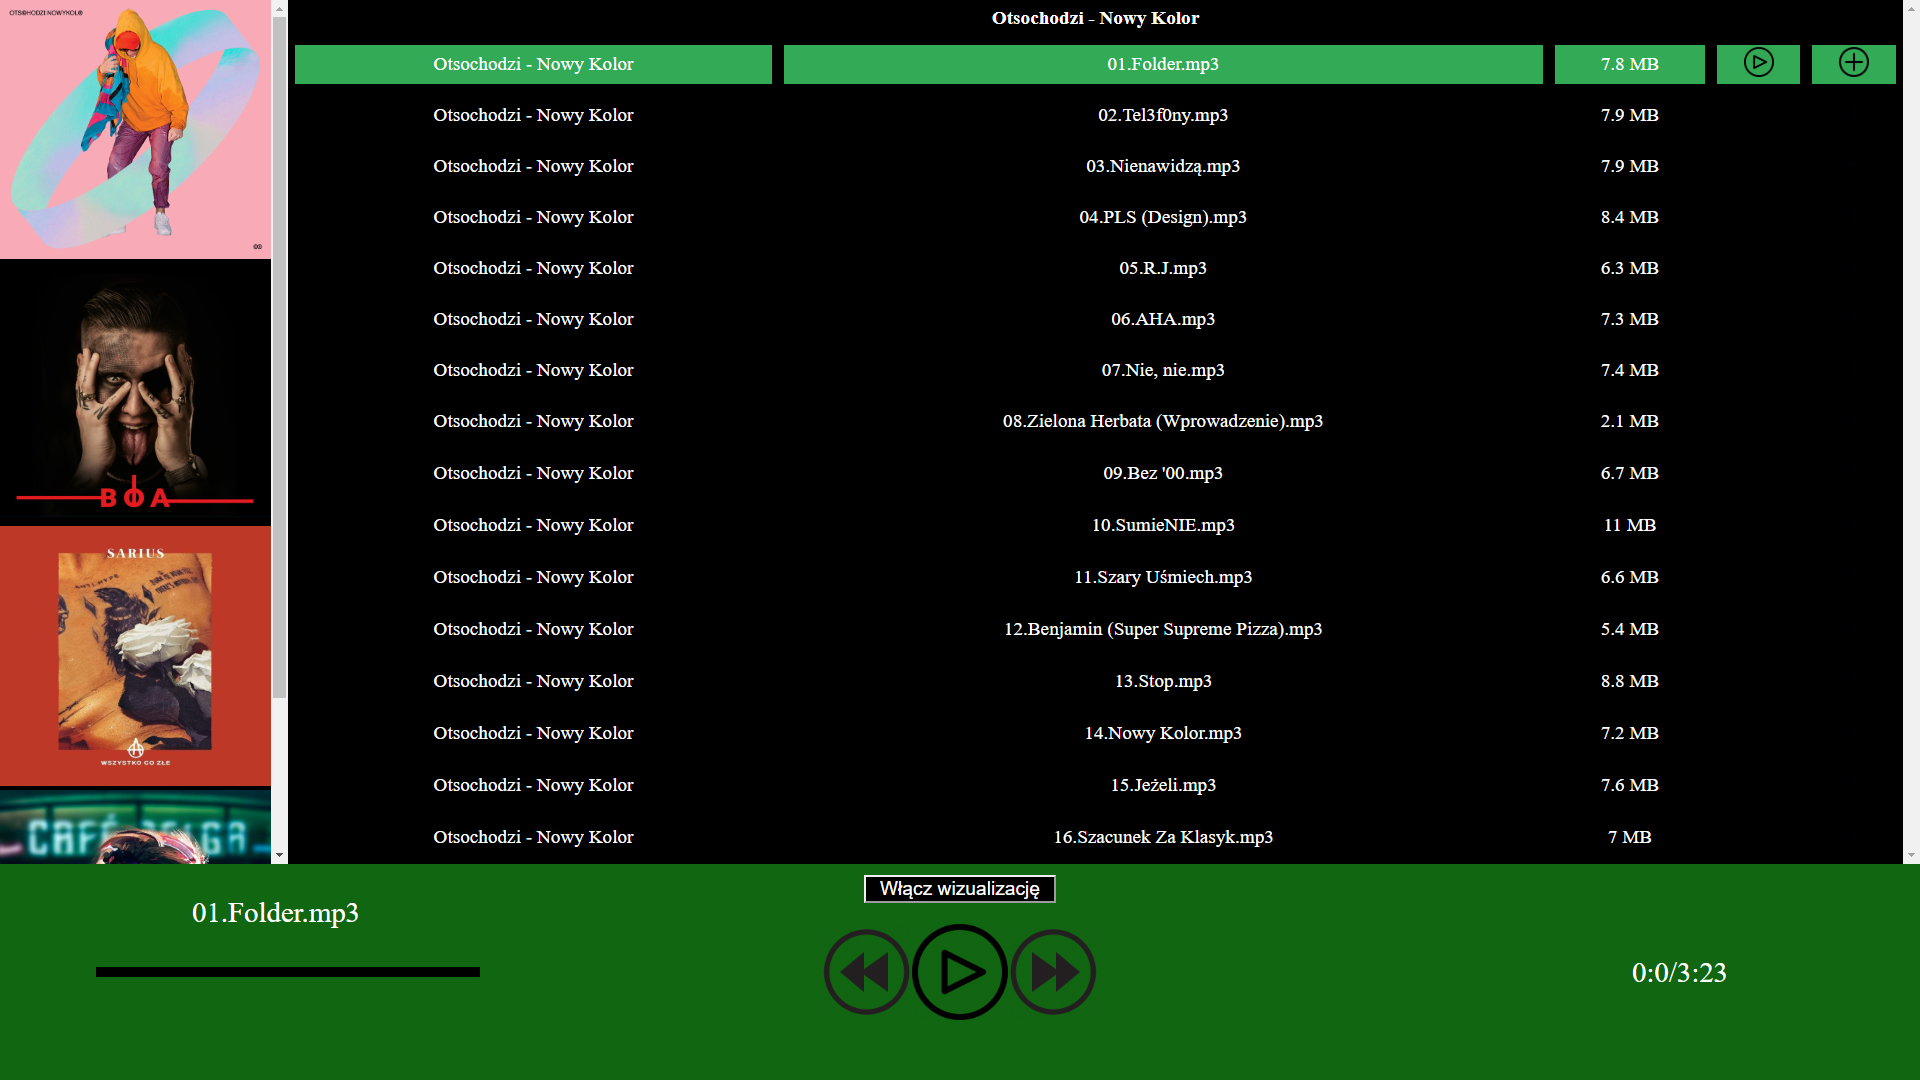 OTSOCHODZI NOWYKOLOR
BOA
SARIUS
WSZYSTKO CO ZŁE
CAFÉ BELGA
Otsochodzi - Nowy Kolor
Otsochodzi - Nowy Kolor 01.Folder.mp3 7.8 MB
Otsochodzi - Nowy Kolor 02.Tel3f0ny.mp3 7.9 MB
Otsochodzi - Nowy Kolor 03.Nienawidzą.mp3 7.9 MB
Otsochodzi - Nowy Kolor 04.PLS (Design).mp3 8.4 MB
Otsochodzi - Nowy Kolor 05.R.J.mp3 6.3 MB
Otsochodzi - Nowy Kolor 06.AHA.mp3 7.3 MB
Otsochodzi - Nowy Kolor 07.Nie, nie.mp3 7.4 MB
Otsochodzi - Nowy Kolor 08.Zielona Herbata (Wprowadzenie).mp3 2.1 MB
Otsochodzi - Nowy Kolor 09.Bez '00.mp3 6.7 MB
Otsochodzi - Nowy Kolor 10.SumieNIE.mp3 11 MB
Otsochodzi - Nowy Kolor 11.Szary Uśmiech.mp3 6.6 MB
Otsochodzi - Nowy Kolor 12.Benjamin (Super Supreme Pizza).mp3 5.4 MB
Otsochodzi - Nowy Kolor 13.Stop.mp3 8.8 MB
Otsochodzi - Nowy Kolor 14.Nowy Kolor.mp3 7.2 MB
Otsochodzi - Nowy Kolor 15.Jeżeli.mp3 7.6 MB
Otsochodzi - Nowy Kolor 16.Szacunek Za Klasyk.mp3 7 MB
Włącz wizualizację
01.Folder.mp3
0:0/3:23